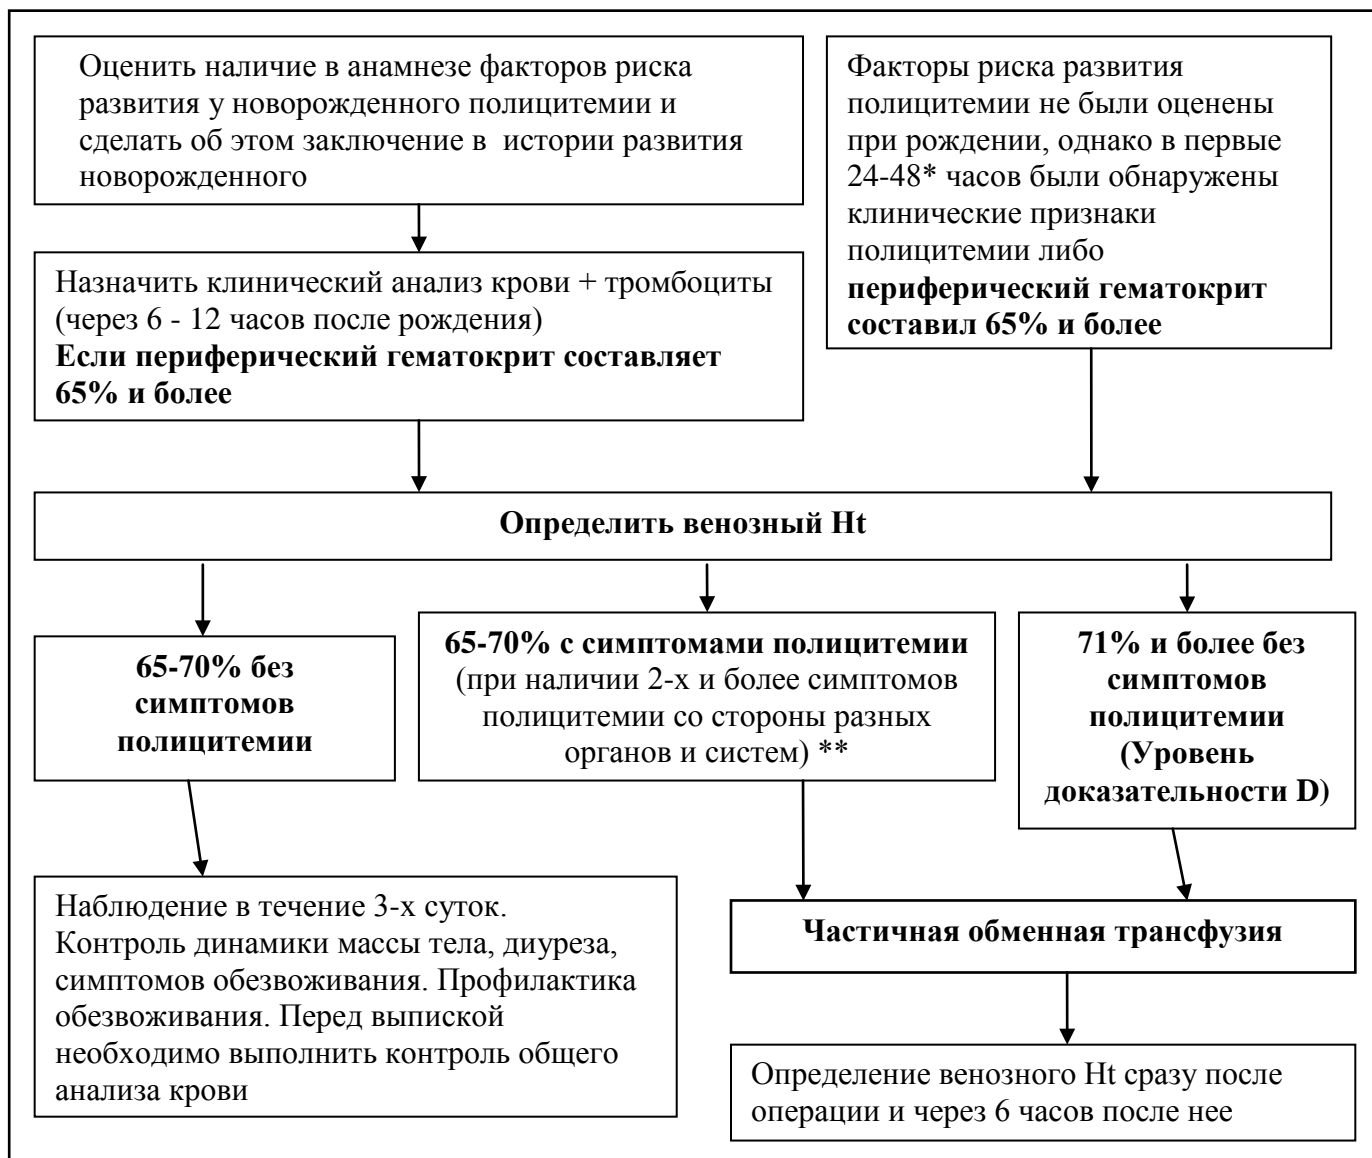 Оценить наличие в анамнезе факторов риска
развития у новорожденного полицитемии и
сделать об этом заключение в истории развития
новорожденного
Факторы риска развития
полицитемии не были оценены
при рождении, однако в первые
24-48* часов были обнаружены
клинические признаки
полицитемии либо
периферический гематокрит
составил 65% и более
Назначить клинический анализ крови + тромбоциты
(через 6 - 12 часов после рождения)
Если периферический гематокрит составляет
65% и более
Определить венозный Ht
65-70% без
симптомов
полицитемии
65-70% с симптомами полицитемии
(при наличии 2-х и более симптомов
полицитемии со стороны разных
органов и систем) **
71% и более без
симптомов
полицитемии
(Уровень
доказательности D)
Наблюдение в течение 3-х суток.
Контроль динамики массы тела, диуреза,
симптомов обезвоживания. Профилактика
обезвоживания. Перед выпиской
необходимо выполнить контроль общего
анализа крови
Частичная обменная трансфузия
Определение венозного Ht сразу после
операции и через 6 часов после нее